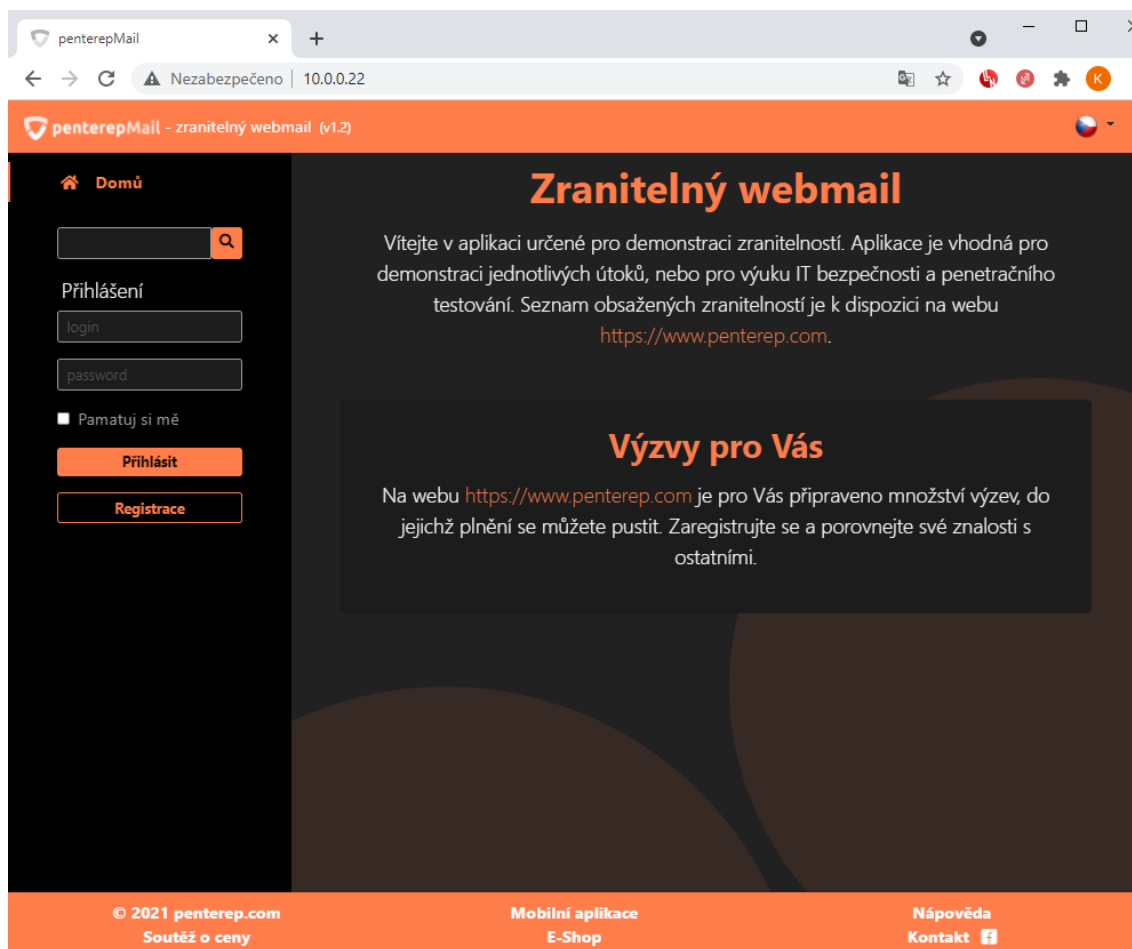 penterepMail
Nezabezpečeno | 10.0.0.22
K
penterepMail - zranitelný webmail (v1.2)
Domů
Přihlášení
login
password
Pamatuj si mě
Přihlásit
Registrace
Zranitelný webmail
Vítejte v aplikaci určené pro demonstraci zranitelností. Aplikace je vhodná pro
demonstraci jednotlivých útoků, nebo pro výuku IT bezpečnosti a penetračního
testování. Seznam obsažených zranitelností je k dispozici na webu
https://www.penterep.com.
Výzvy pro Vás
Na webu https://www.penterep.com je pro Vás připraveno množství výzev, do
jejichž plnění se můžete pustit. Zaregistrujte se a porovnejte své znalosti s
ostatními.
© 2021 penterep.com
Soutěž o ceny
Mobilní aplikace
E-Shop
Nápověda
Kontakt